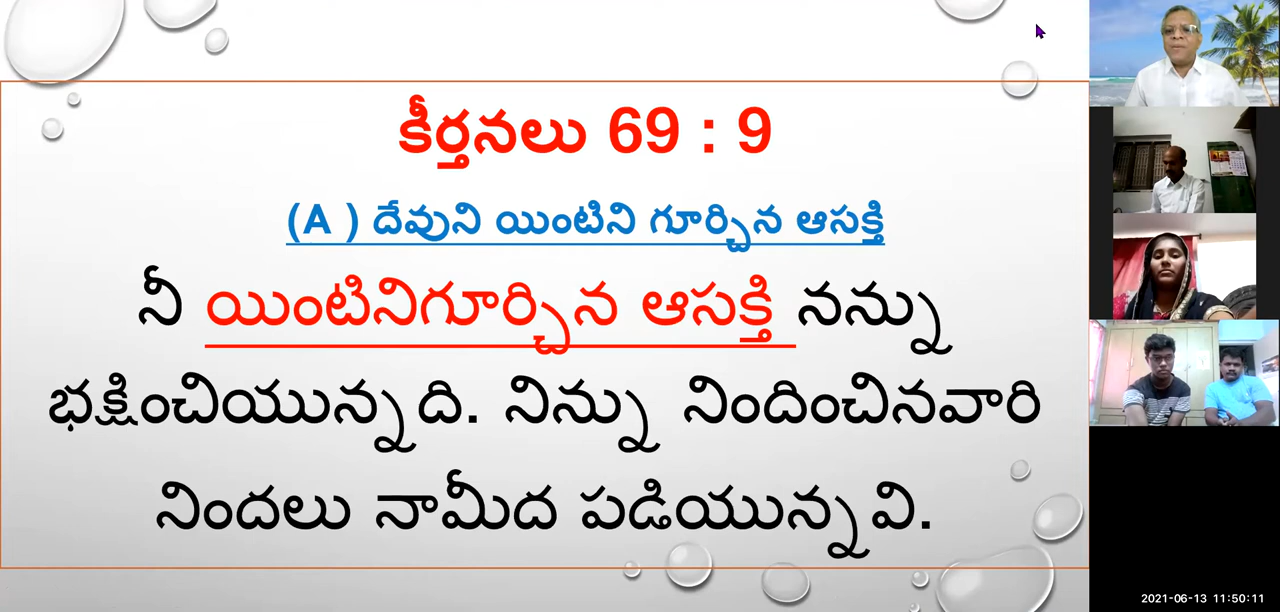 కీర్తనలు 69 : 9
(A ) దేవుని యింటిని గూర్చిన ఆసక్తి
నీ యింటినిగూర్చిన ఆసక్తి నన్ను
భక్షించియున్నది. నిన్ను నిందించినవారి
నిందలు నామీద పడియున్నవి.
2021-06-13 11:50:11